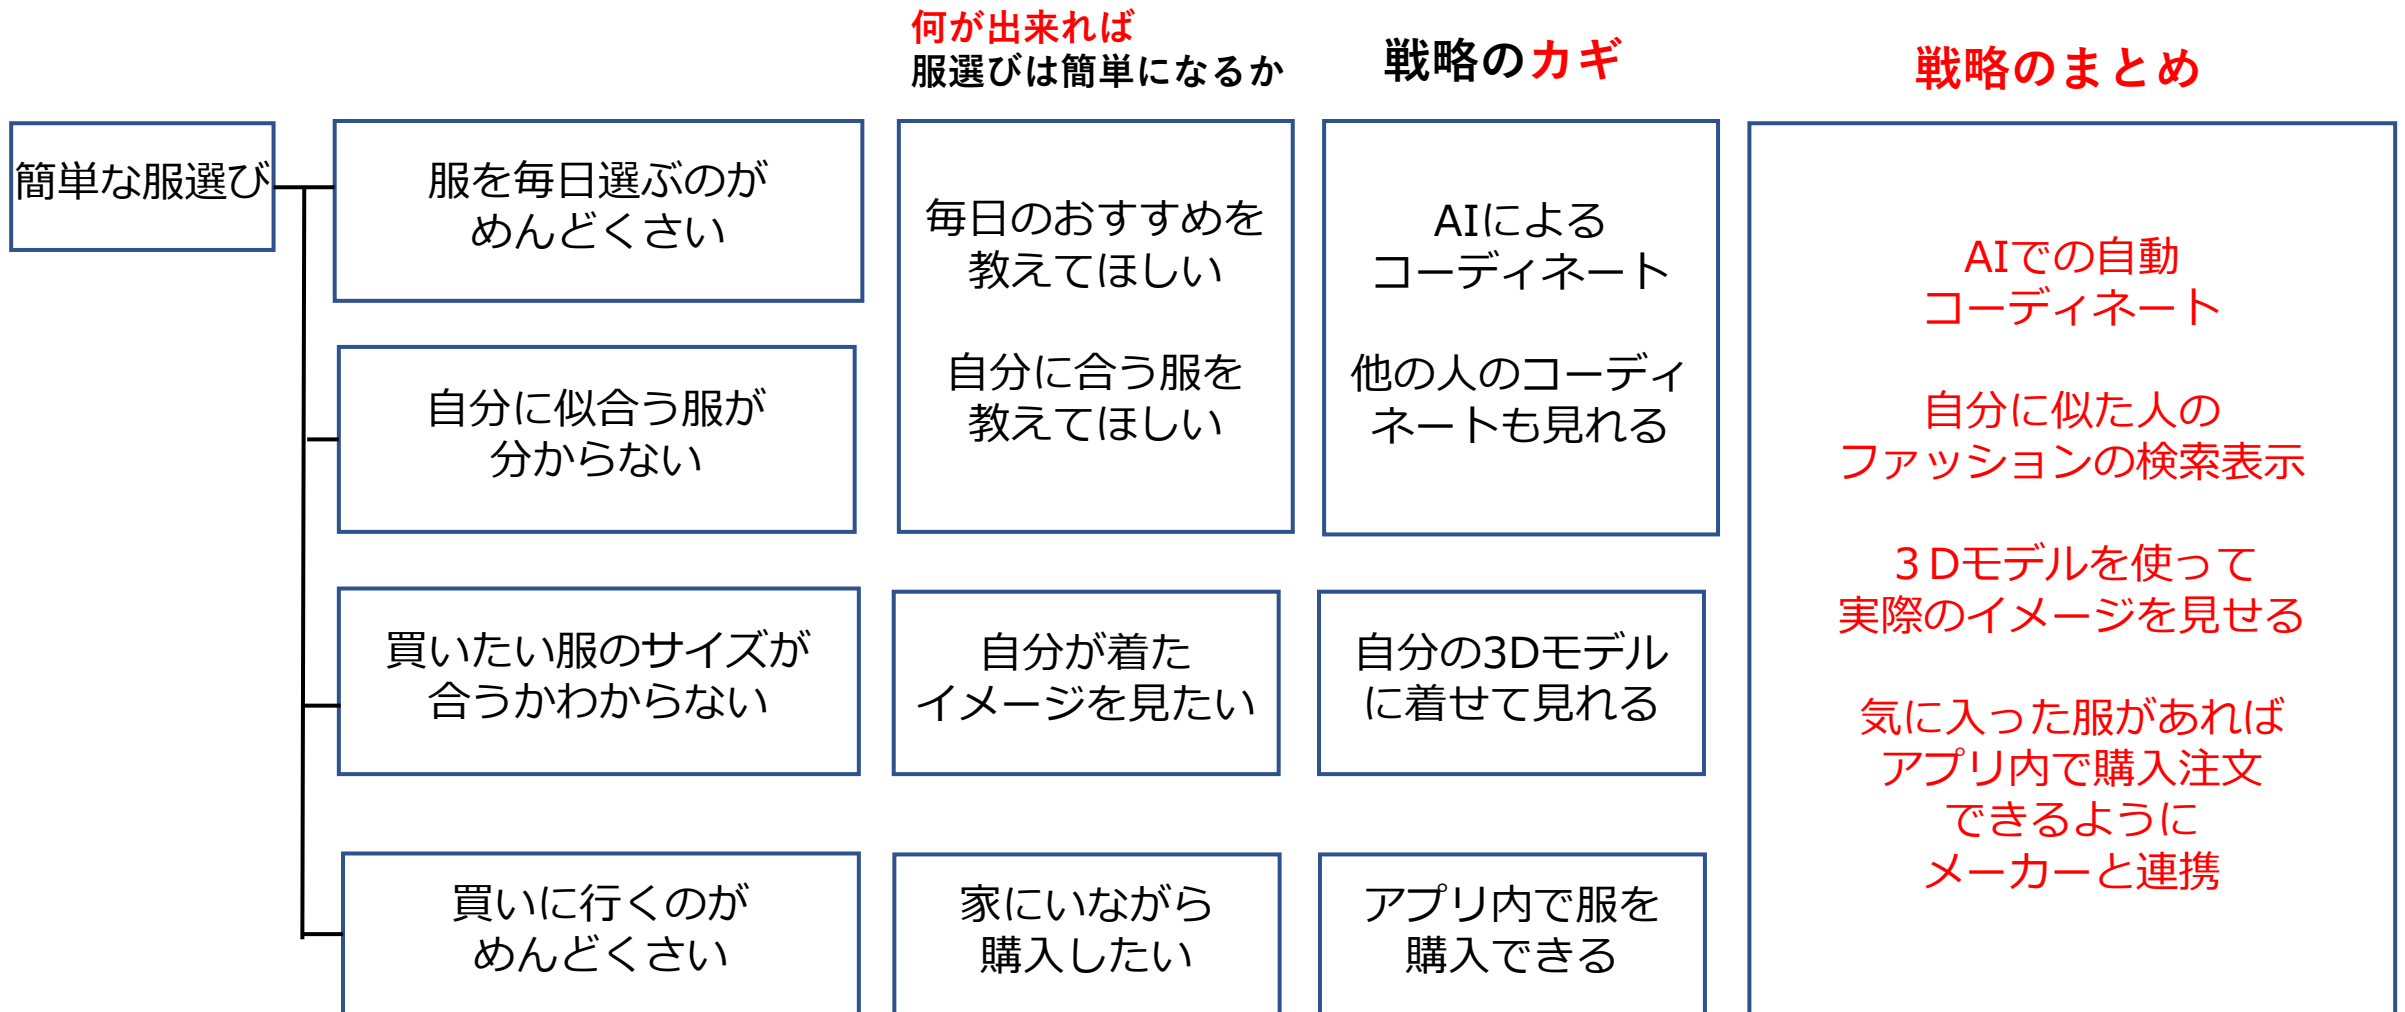 何が出来れば
服選びは簡単になるか
戦略のカギ
戦略のまとめ
簡単な服選び
服を毎日選ぶのが
めんどくさい
毎日のおすすめを
教えてほしい
自分に合う服を
教えてほしい
AIによる
コーディネート
他の人のコーディ
ネートも見れる
自分に似合う服が
分からない
買いたい服のサイズが
合うかわからない
自分が着た
イメージを見たい
自分の3Dモデル
に着せて見れる
買いに行くのが
めんどくさい
家にいながら
購入したい
アプリ内で服を
購入できる
AIでの自動
コーディネート
自分に似た人の
ファッションの検索表示
３Dモデルを使って
実際のイメージを見せる
気に入った服があれば
アプリ内で購入注文
できるように
メーカーと連携